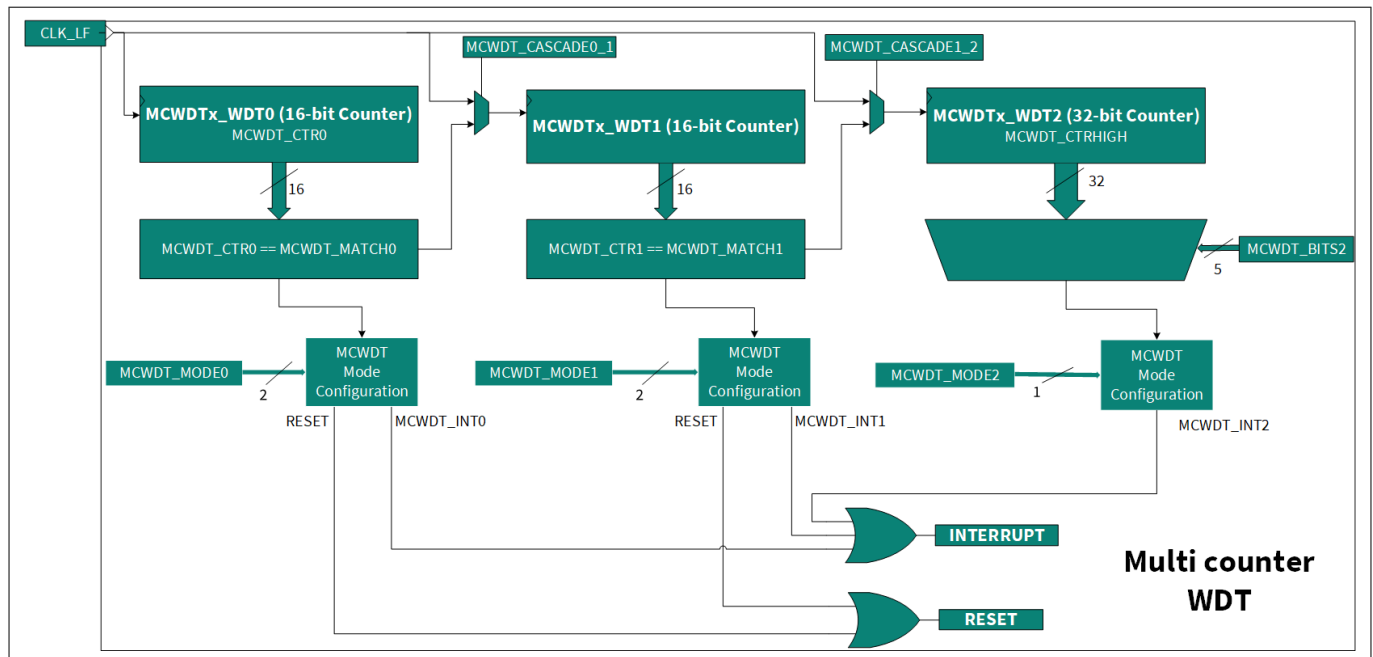 CLK_LF
MCWDT_CASCADE0_1
MCWDT_CASCADE1_2
MCWDTx_WDT0 (16-bit Counter)
MCWDT_CTR0
MCWDTx_WDT1 (16-bit Counter)
MCWDTx_WDT2 (32-bit Counter)
MCWDT_CTRHIGH
16
16
32
MCWDT_CTR0 == MCWDT_MATCH0
MCWDT_CTR1 == MCWDT_MATCH1
MCWDT_BITS2
5
MCWDT_MODE0
2
MCWDT
Mode
Configuration
MCWDT_MODE1
2
MCWDT
Mode
Configuration
MCWDT_MODE2
1
MCWDT
Mode
Configuration
RESET
MCWDT_INT0
RESET
MCWDT_INT1
MCWDT_INT2
INTERRUPT
Multi counter
WDT
RESET